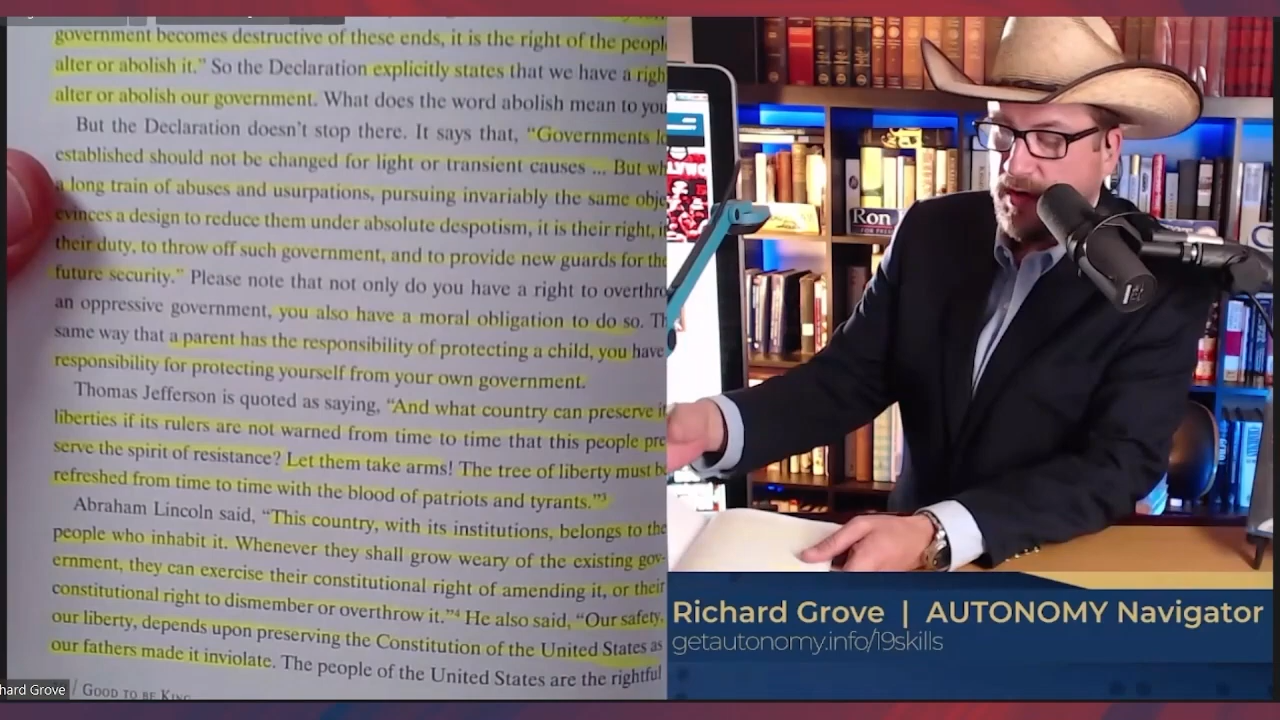 government becomes destructive of these ends, it is the right of the peopl
alter or abolish it.” So the Declaration explicitly states that we have a righ
alter or abolish our government. What does the word abolish mean to you
But the Declaration doesn’t stop there. It says that, “Governments lo
established should not be changed for light or transient causes ... But wh
a long train of abuses and usurpations, pursuing invariably the same obje
evinces a design to reduce them under absolute despotism, it is their right,
their duty, to throw off such government, and to provide new guards for the
future security.” Please note that not only do you have a right to overthro
an oppressive government, you also have a moral obligation to do so. Th
same way that a parent has the responsibility of protecting a child, you have
responsibility for protecting yourself from your own government.
Thomas Jefferson is quoted as saying, “And what country can preserve it
liberties if its rulers are not warned from time to time that this people pre
serve the spirit of resistance? Let them take arms! The tree of liberty must b
refreshed from time to time with the blood of patriots and tyrants.”3
Abraham Lincoln said, “This country, with its institutions, belongs to the
people who inhabit it. Whenever they shall grow weary of the existing gov-
ernment, they can exercise their constitutional right of amending it, or their
constitutional right to dismember or overthrow it.”4 He also said, “Our safety,
our liberty, depends upon preserving the Constitution of the United States as
our fathers made it inviolate. The people of the United States are the rightful
/ GOOD TO BE KING
hard Grove
Ron
Richard Grove | AUTONOMY Navigator
getautonomy.info/19skills